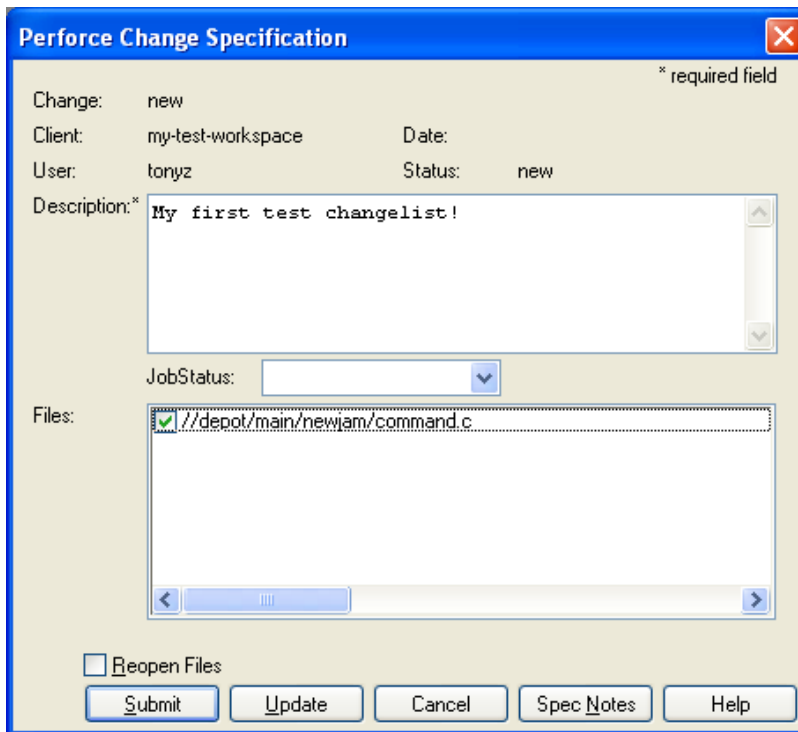 Perforce Change Specification
* required field
Change: new
Client: my-test-workspace Date:
User: tonyz Status: new
Description:* My first test changelist!
JobStatus:
Files: //depot/main/newjam/command.c
Reopen Files
Submit Update Cancel Spec Notes Help